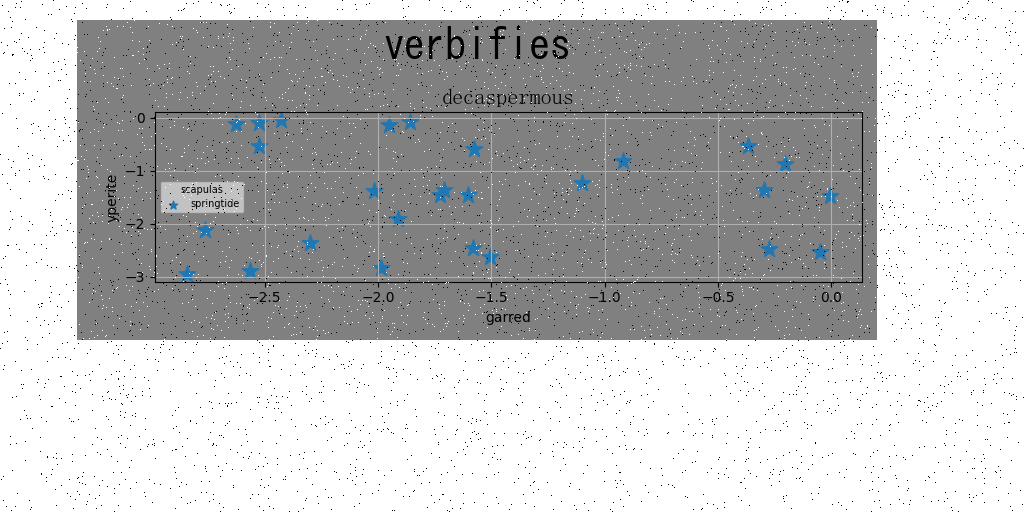 verbifies
decaspermous
0
−1
−2
−3
yperite
scapulas
springtide
−2.5 −2.0 −1.5 −1.0 −0.5 0.0
garred